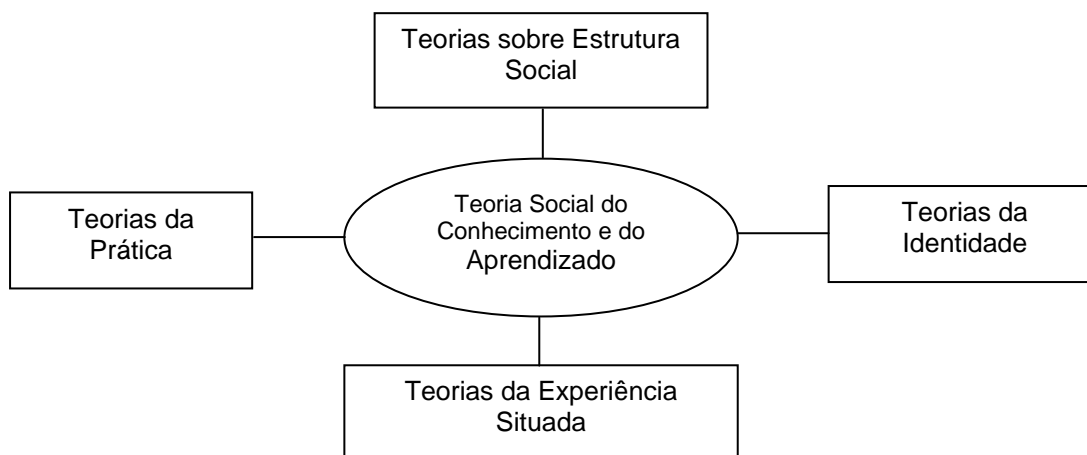 Teorias sobre Estrutura
Social
Teorias da
Prática
Teoria Social do
Conhecimento e do
Aprendizado
Teorias da
Identidade
Teorias da Experiência
Situada